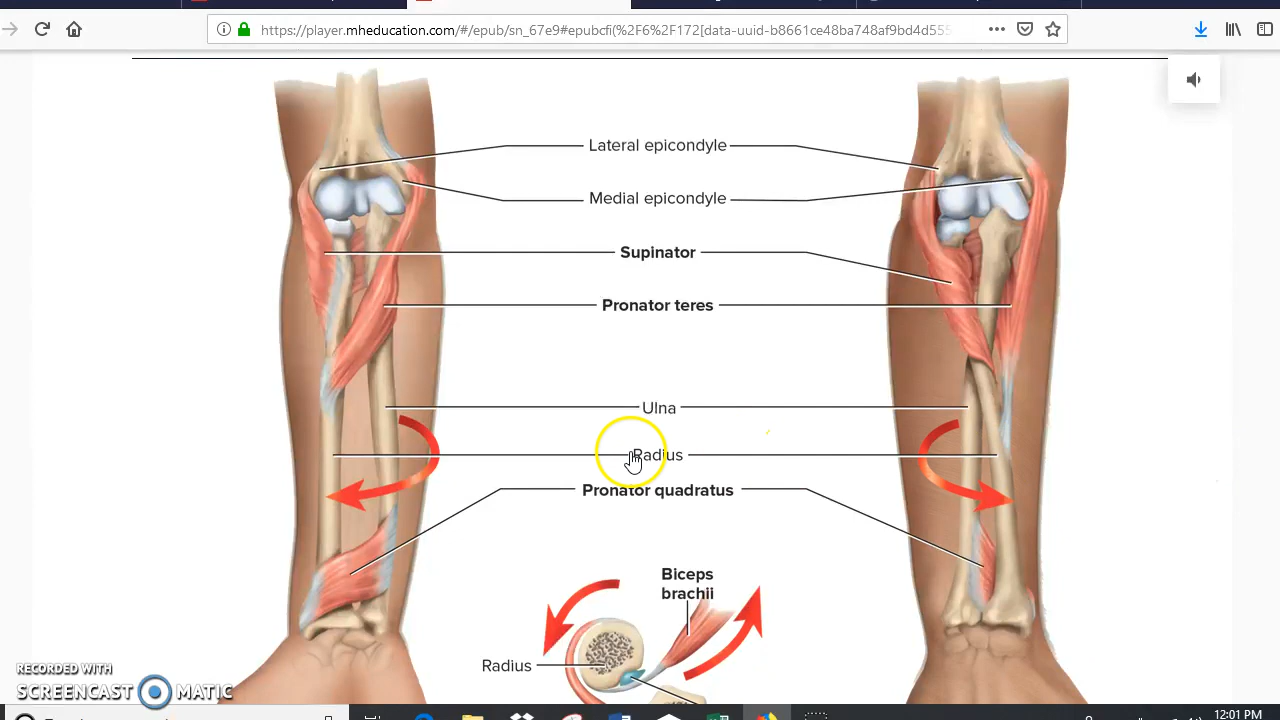 https://player.mheducation.com/#/epub/sn_67e9#epubcfi(%2F6%2F172[data-uuid-b8661ce48ba748af9bd4d555
Lateral epicondyle
Medial epicondyle
Supinator
Pronator teres
Ulna
Radius
Pronator quadratus
Biceps
brachii
Radius
RECORDED WITH
SCREENCAST MATIC
12:01 PM